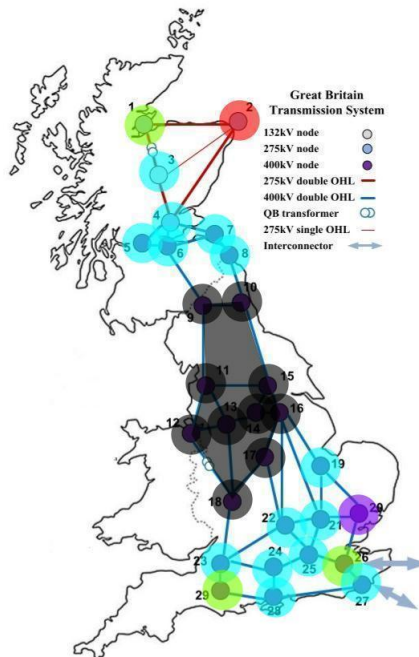 Great Britain
Transmission System
132kV node
275kV node
400kV node
275kV double OHL
400kV double OHL
QB transformer
275kV single OHL
Interconnector
1
2
3
4
5
6
7
8
9
10
11
15
12
13
14
16
17
18
19
20
22
21
23
24
25
26
27
28
29